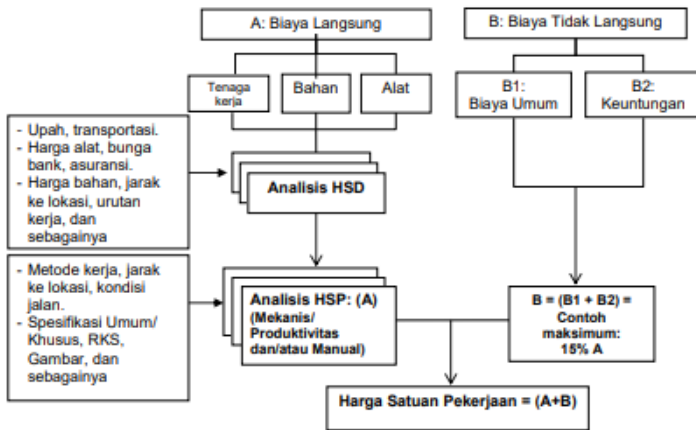 A: Biaya Langsung
B: Biaya Tidak Langsung
Tenaga
kerja
Bahan
Alat
B1:
Biaya Umum
B2:
Keuntungan
- Upah, transportasi.
- Harga alat, bunga
bank, asuransi.
- Harga bahan, jarak
ke lokasi, urutan
kerja, dan
sebagainya
Analisis HSD
- Metode kerja, jarak
ke lokasi, kondisi
jalan.
- Spesifikasi Umum/
Khusus, RKS,
Gambar, dan
sebagainya
Analisis HSP: (A)
(Mekanis/
Produktivitas
dan/atau Manual)
B = (B1 + B2) =
Contoh
maksimum:
15% A
Harga Satuan Pekerjaan = (A+B)